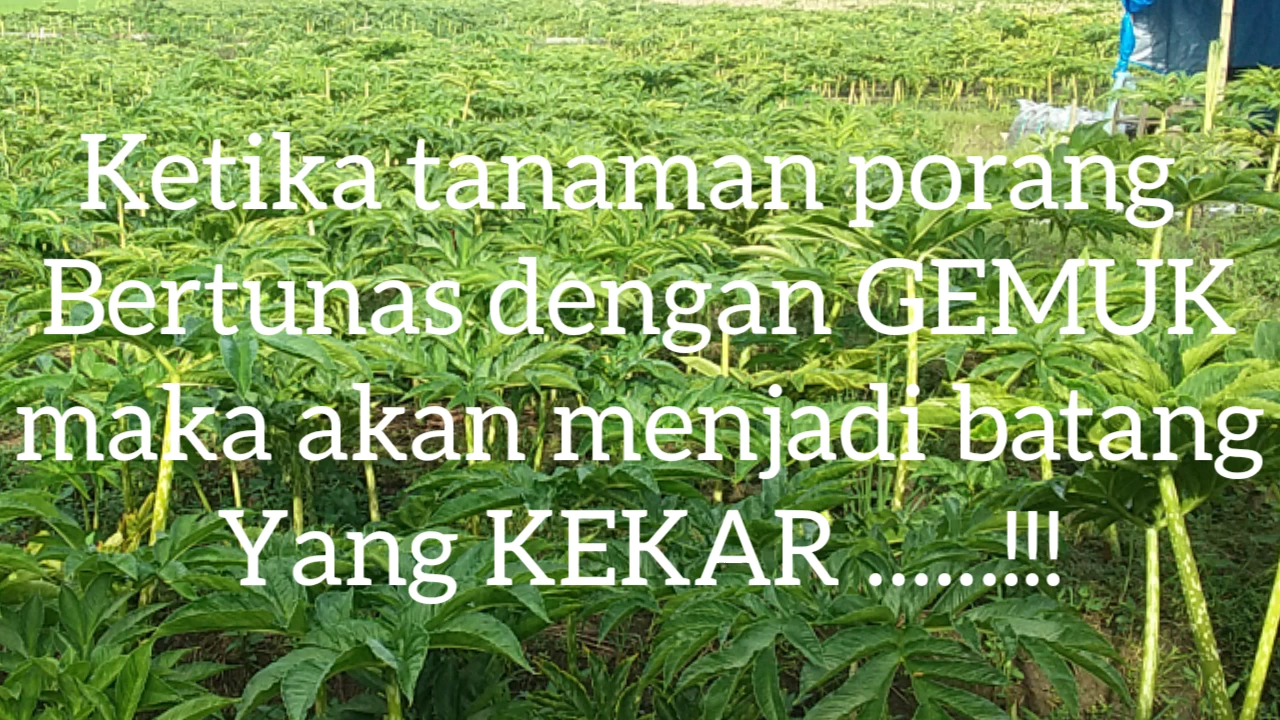 Ketika tanaman porang
Bertunas dengan GEMUK
maka akan menjadi batang
Yang KEKAR .........!!!